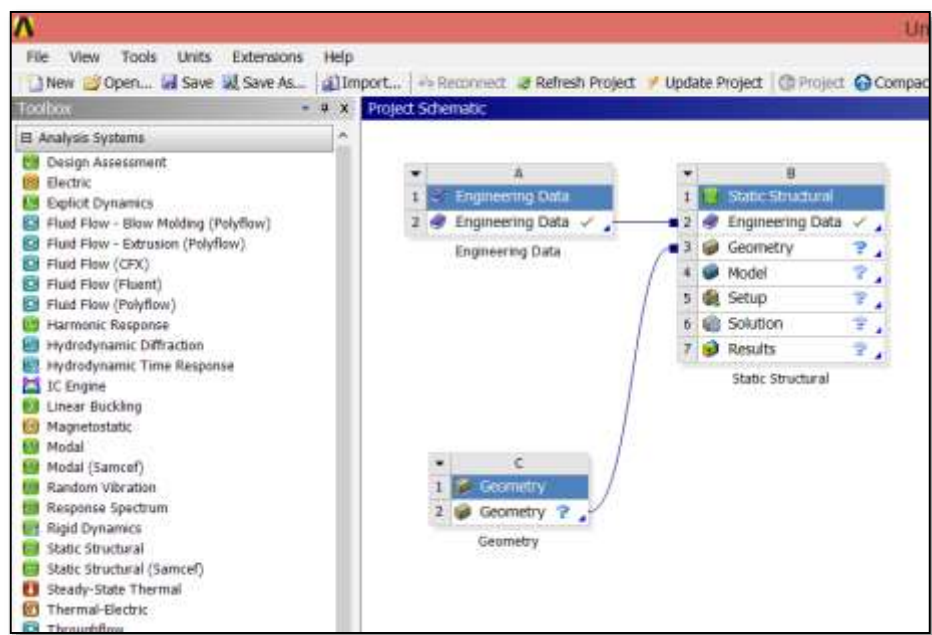 Un
File View Tools Units Extensions Help
New Open... Save Save As... Import... Reconnect Refresh Project Update Project Project Compac
Toolbox x Project Schematic
Analysis Systems
Design Assessment
Electric
Explicit Dynamics
Fluid Flow - Blow Molding (Polyflow)
Fluid Flow - Extrusion (Polyflow)
Fluid Flow (CFX)
Fluid Flow (Fluent)
Fluid Flow (Polyflow)
Harmonic Response
Hydrodynamic Diffraction
Hydrodynamic Time Response
IC Engine
Linear Buckling
Magnetostatic
Modal
Modal (Samcef)
Random Vibration
Response Spectrum
Rigid Dynamics
Static Structural
Static Structural (Samcef)
Steady-State Thermal
Thermal-Electric
Throughflow
A
1 Engineering Data
2 Engineering Data ✓
Engineering Data
B
1 Static Structural
2 Engineering Data ✓
3 Geometry ?
4 Model ?
5 Setup ?
6 Solution ?
7 Results ?
Static Structural
C
1 Geometry
2 Geometry ?
Geometry